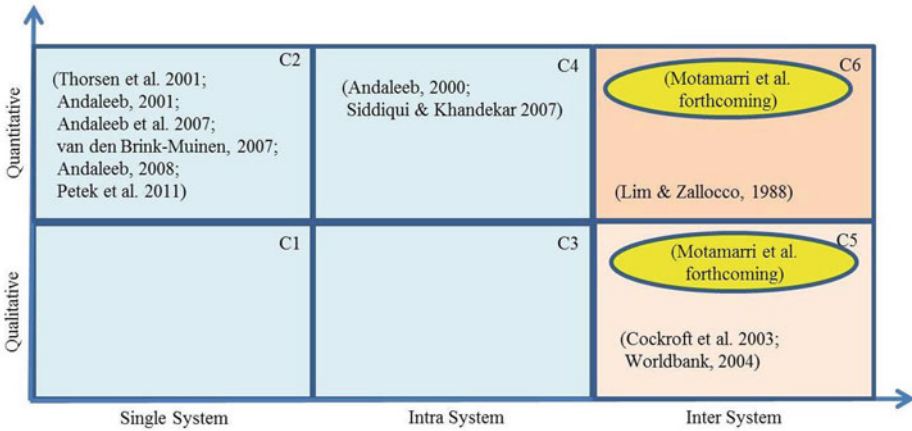 Quantitative
C2
(Thorsen et al. 2001;
Andaleeb, 2001;
Andaleeb et al. 2007;
van den Brink-Muinen, 2007;
Andaleeb, 2008;
Petek et al. 2011)
C4
(Andaleeb, 2000;
Siddiqui & Khandekar 2007)
C6
(Motamarri et al.
forthcoming)
(Lim & Zallocco, 1988)
Qualitative
C1
C3
C5
(Motamarri et al.
forthcoming)
(Cockroft et al. 2003;
Worldbank, 2004)
Single System
Intra System
Inter System